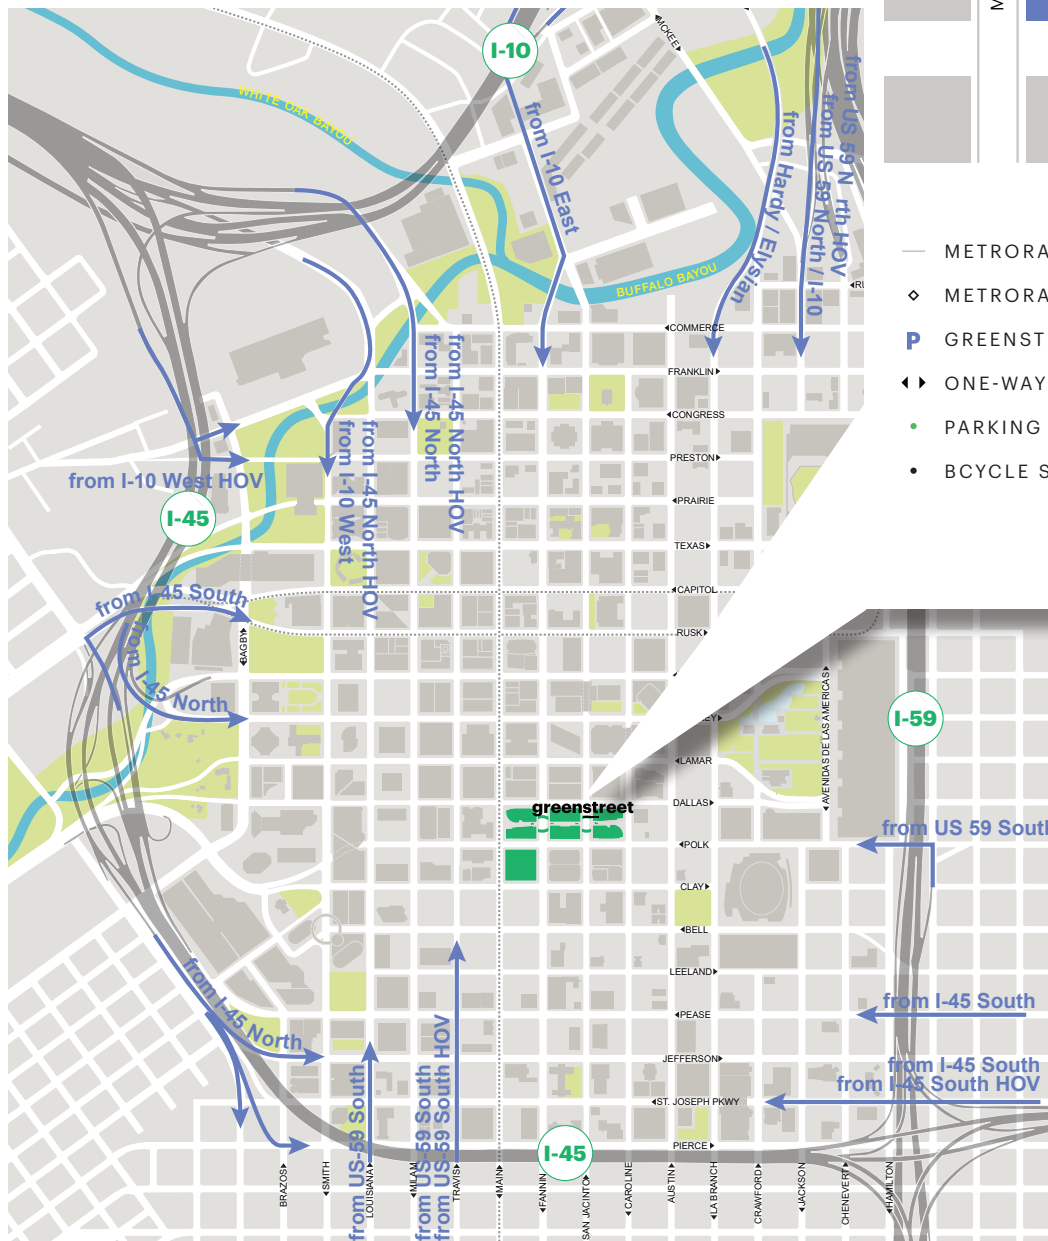 I-10
MCKEE
WHITE OAK BAYOU
from I-10 East
from Hardy / Elysian
from US 59 North / I-10
from US 59 N rth HOV
BUFFALO BAYOU
METRORA
METRORA
P GREENST
ONE-WAY
PARKING
BCYCLE S
COMMERCE
FRANKLIN
CONGRESS
PRESTON
PRAIRIE
TEXAS
CAPITOL
RUSK
LAMAR
DALLAS
POLK
CLAY
BELL
LEELAND
PEASE
JEFFERSON
ST. JOSEPH PKWY
PIERCE
from I-45 North
from I-45 North HOV
from I-10 West
from I-45 North HOV
from I-10 West HOV
I-45
from I-45 South
from I-45 North
BAGBY
AVENIDAS DE LAS AMERICAS
I-59
greenstreet
from US 59 South
from I-45 South
from I-45 South
from I-45 South HOV
from I-45 North
from US-59 South
from US-59 South
from US-59 South HOV
I-45
BRAZOS
SMITH
LOUISIANA
MILAM
TRAVIS
MAIN
FANNIN
SAN JACINTO
CAROLINE
AUSTIN
LA BRANCH
CRAWFORD
JACKSON
CHENEVERT
HAMILTON